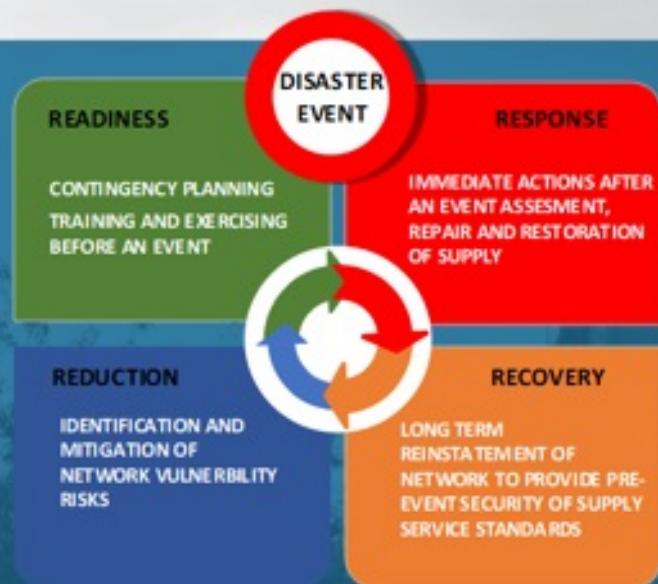 DISASTER
EVENT
READINESS
CONTINGENCY PLANNING
TRAINING AND EXERCISING
BEFORE AN EVENT
RESPONSE
IMMEDIATE ACTIONS AFTER
AN EVENT ASSESMENT,
REPAIR AND RESTORATION
OF SUPPLY
REDUCTION
IDENTIFICATION AND
MITIGATION OF
NETWORK VULNERBILITY
RISKS
RECOVERY
LONG TERM
REINSTATEMENT OF
NETWORK TO PROVIDE PRE-
EVENT SECURITY OF SUPPLY
SERVICE STANDARDS